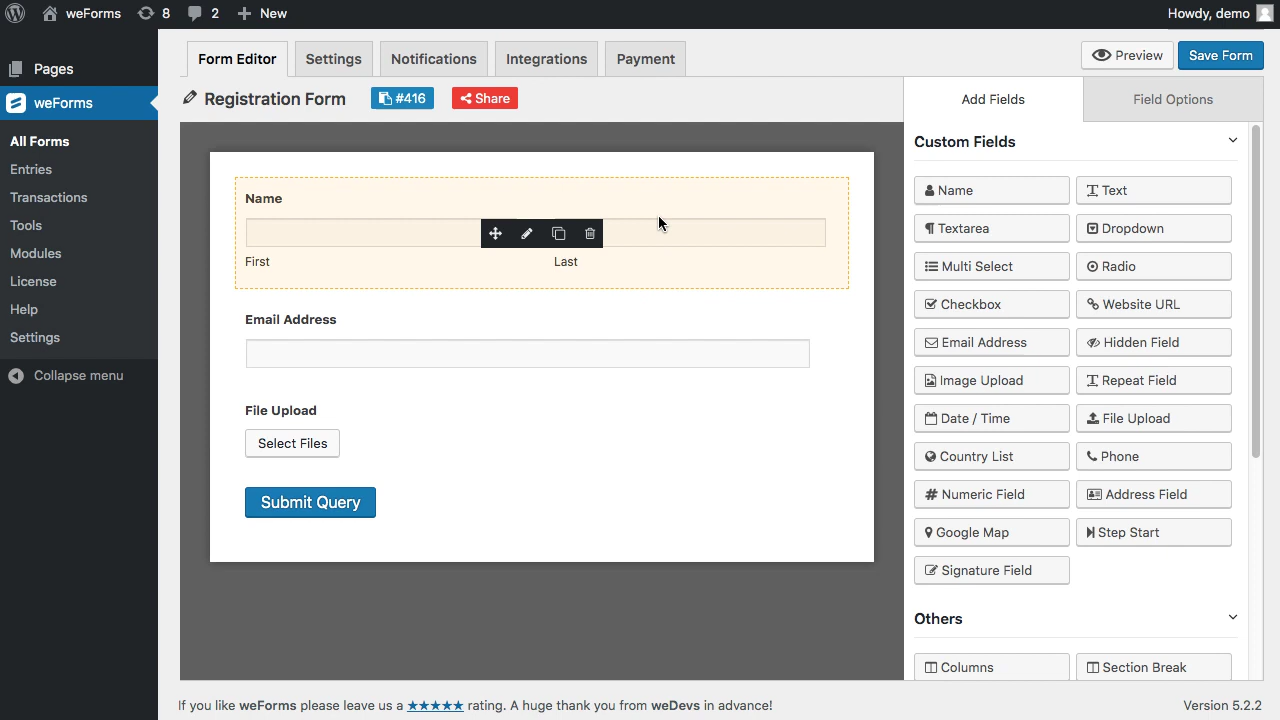 weForms 8 2 New Howdy, demo
Pages
weForms
All Forms
Entries
Transactions
Tools
Modules
License
Help
Settings
Collapse menu
Form Editor Settings Notifications Integrations Payment Preview Save Form
Registration Form #416 Share
Name
First Last
Email Address
File Upload
Select Files
Submit Query
Add Fields Field Options
Custom Fields
Name Text
Textarea Dropdown
Multi Select Radio
Checkbox Website URL
Email Address Hidden Field
Image Upload Repeat Field
Date / Time File Upload
Country List Phone
Numeric Field Address Field
Google Map Step Start
Signature Field
Others
Columns Section Break
If you like weForms please leave us a ★★★★★ rating. A huge thank you from weDevs in advance! Version 5.2.2